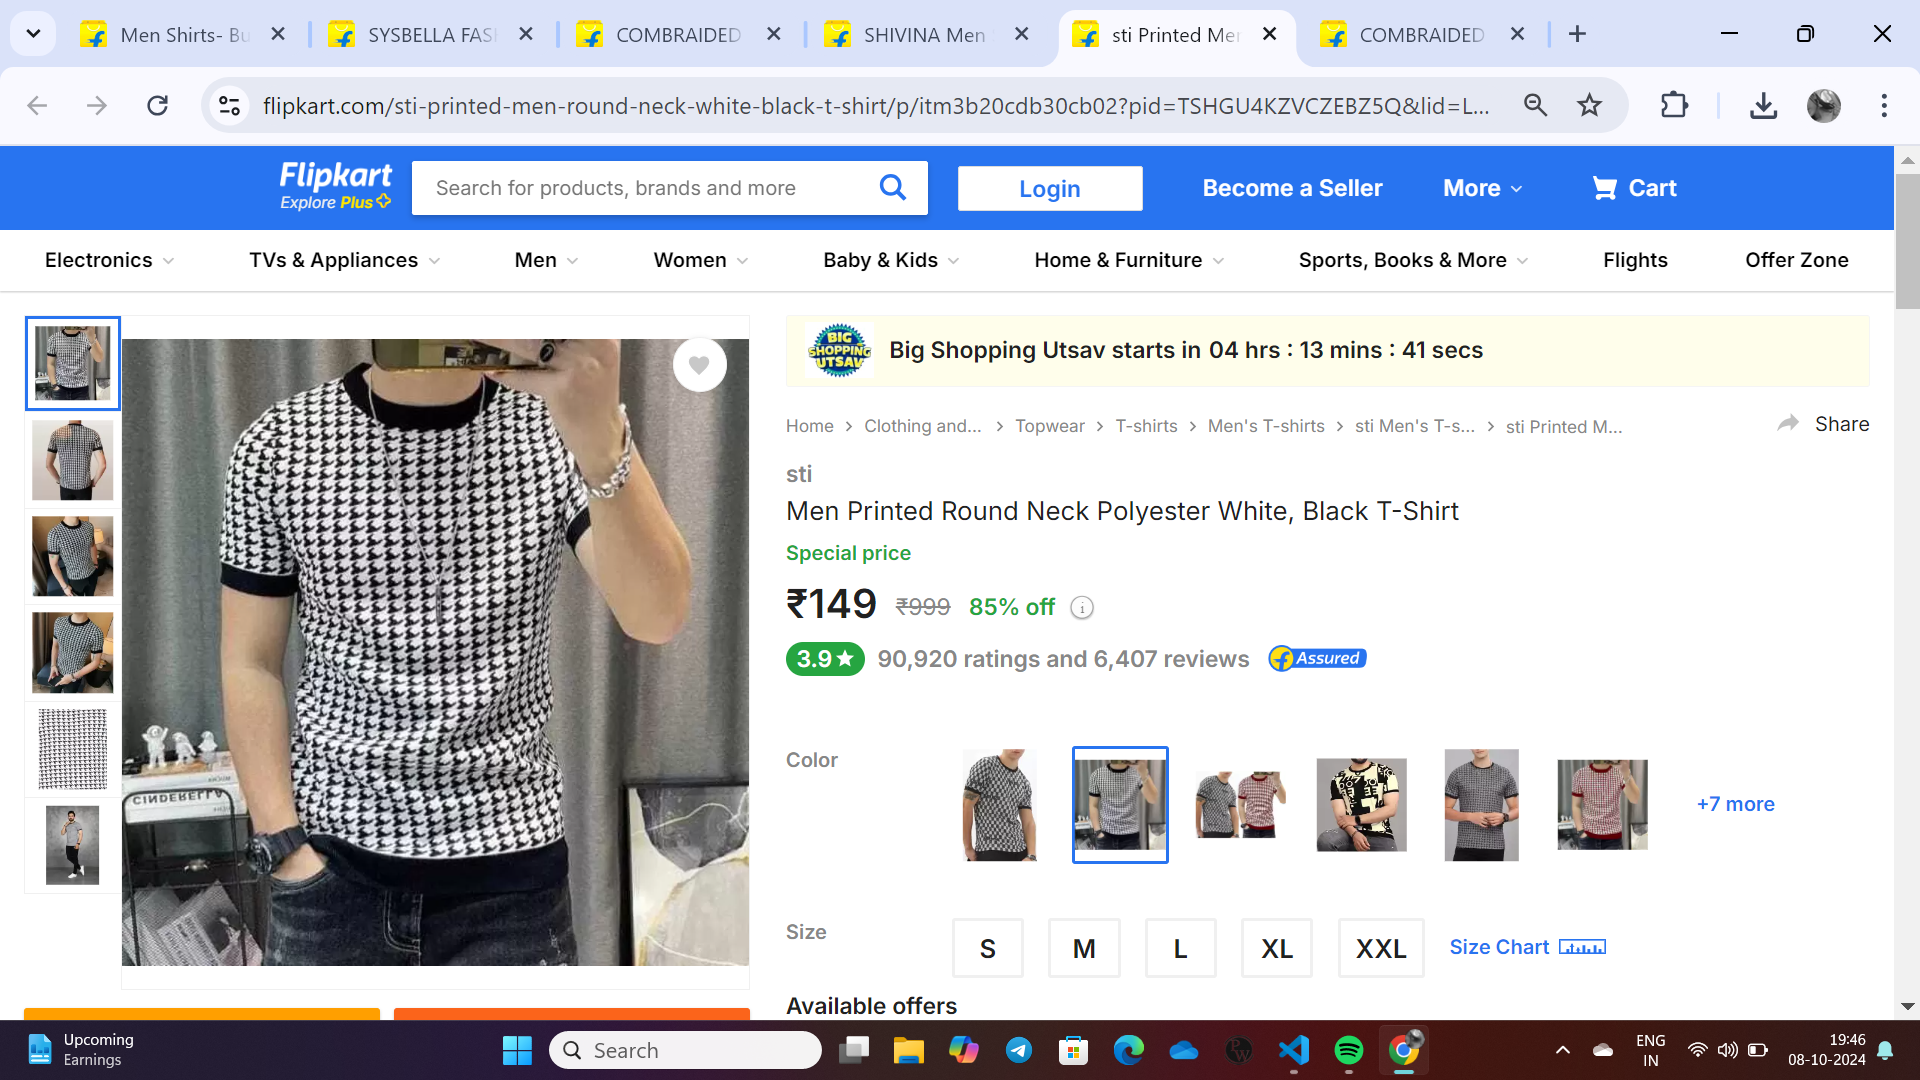 Men Shirts- Bu
SYSBELLA FAS
COMBRAIDED
SHIVINA Men
sti Printed Mer
COMBRAIDED
flipkart.com/sti-printed-men-round-neck-white-black-t-shirt/p/itm3b20cdb30cb02?pid=TSHGU4KZVCZEBZ5Q&lid=L...
Flipkart
Explore Plus
Search for products, brands and more
Login
Become a Seller
More
Cart
Electronics
TVs & Appliances
Men
Women
Baby & Kids
Home & Furniture
Sports, Books & More
Flights
Offer Zone
BIG
SHOPPING
UTSAV
Big Shopping Utsav starts in 04 hrs : 13 mins : 41 secs
Home
Clothing and...
Topwear
T-shirts
Men's T-shirts
sti Men's T-s...
sti Printed M...
Share
sti
Men Printed Round Neck Polyester White, Black T-Shirt
Special price
₹149 ₹999 85% off
3.9 90,920 ratings and 6,407 reviews Assured
CINDERELLA
Color
+7 more
Size
S
M
L
XL
XXL
Size Chart
Available offers
Upcoming
Earnings
Search
ENG
IN
19:46
08-10-2024